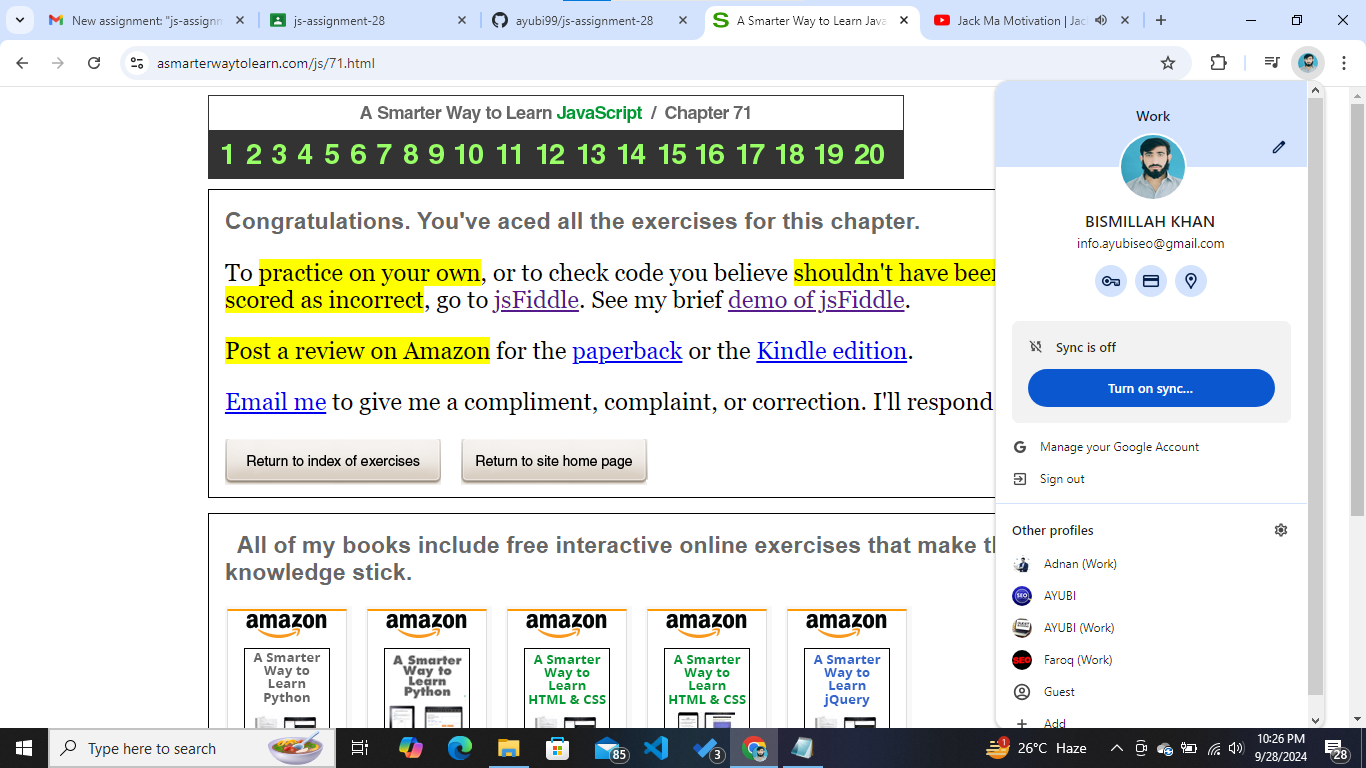 New assignment: "js-assignm
js-assignment-28
ayubi99/js-assignment-28
A Smarter Way to Learn Java
Jack Ma Motivation | Jac
asmarterwaytolearn.com/js/71.html
A Smarter Way to Learn JavaScript / Chapter 71
1 2 3 4 5 6 7 8 9 10 11 12 13 14 15 16 17 18 19 20
Congratulations. You've aced all the exercises for this chapter.
To practice on your own, or to check code you believe shouldn't have been
scored as incorrect, go to jsFiddle. See my brief demo of jsFiddle.
Post a review on Amazon for the paperback or the Kindle edition.
Email me to give me a compliment, complaint, or correction. I'll respond
Return to index of exercises
Return to site home page
All of my books include free interactive online exercises that make th
knowledge stick.
amazon
A Smarter
Way to
Learn
Python
amazon
A Smarter
Way to
Learn
Python
amazon
A Smarter
Way to
Learn
HTML & CSS
amazon
A Smarter
Way to
Learn
HTML & CSS
amazon
A Smarter
Way to
Learn
jQuery
Work
BISMILLAH KHAN
info.ayubiseo@gmail.com
Sync is off
Turn on sync...
Manage your Google Account
Sign out
Other profiles
Adnan (Work)
SEO
AYUBI
AYUBI (Work)
SEO
Faroq (Work)
Guest
Add
Type here to search
85
3
1
26°C Haze
10:26 PM
9/28/2024
28